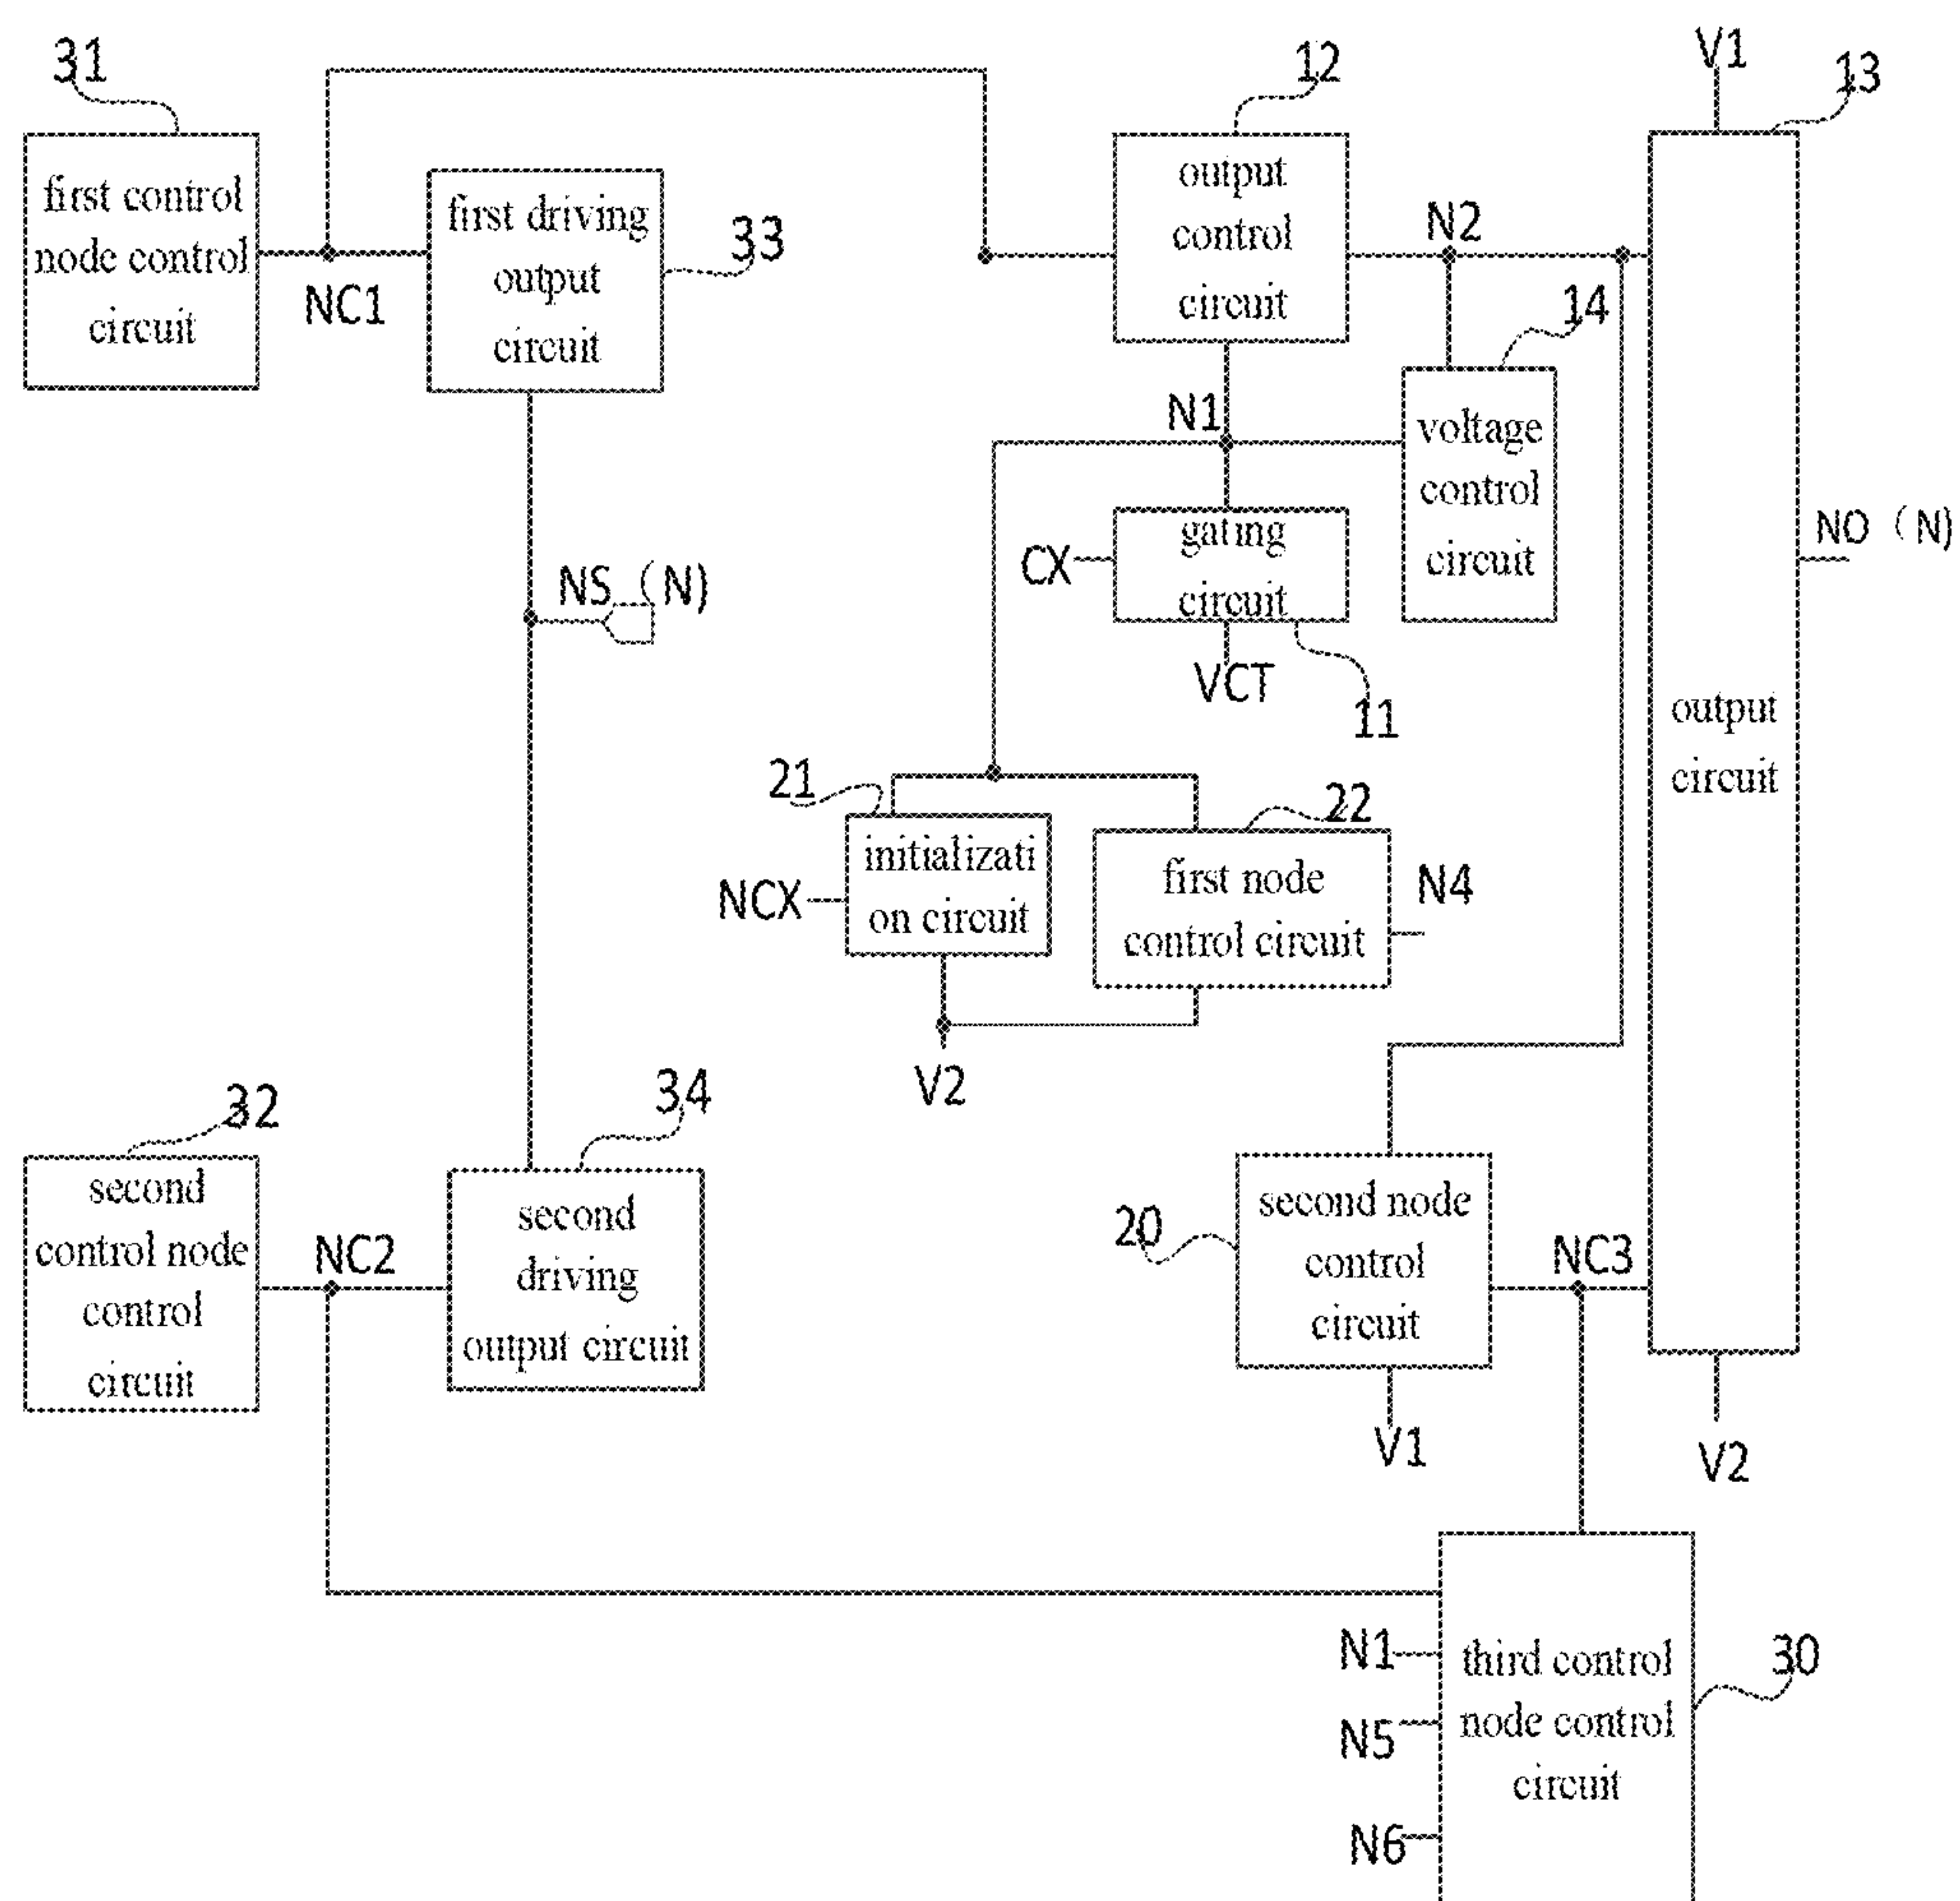 31
12
V1
13
first control
node control
circuit
NC1
first driving
output
circuit
33
output
control
circuit
N2
14
N1
voltage
control
circuit
CX
gating
circuit
VCT
11
NS (N)
NO (N)
output
circuit
21
initializati
on circuit
NCX
22
first node
control circuit
N4
V2
32
second
control node
control
circuit
NC2
34
second
driving
output circuit
20
second node
control
circuit
NC3
V1
V2
N1
N5
N6
third control
node control
circuit
30